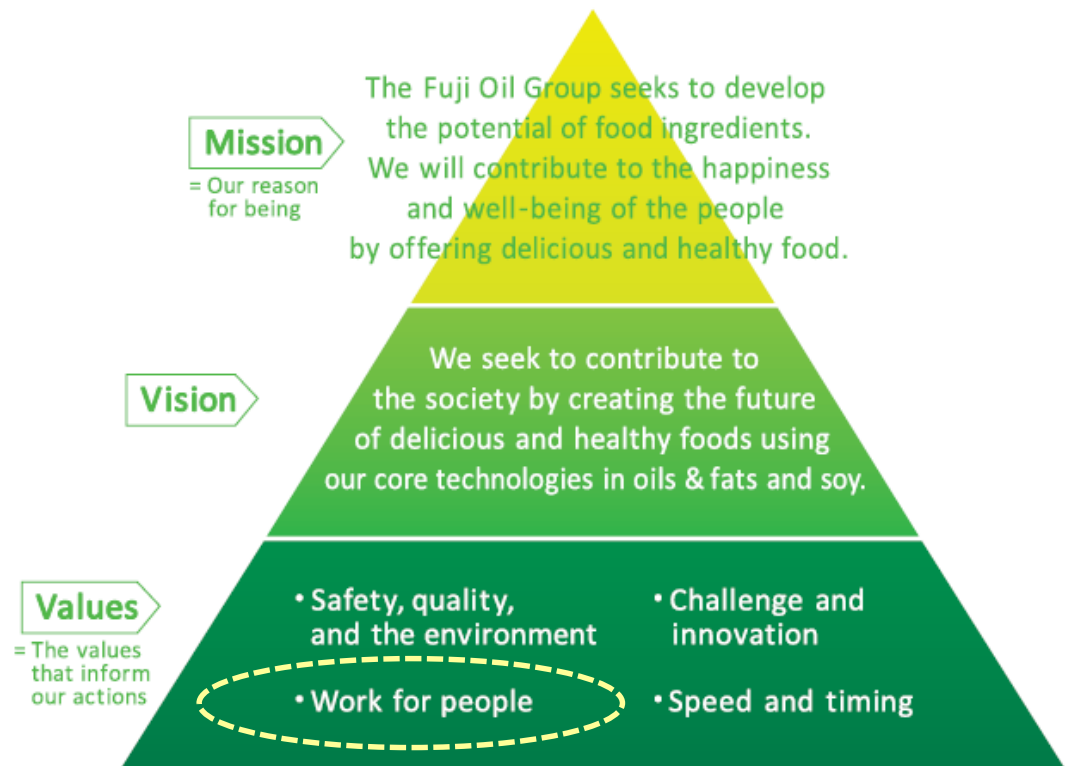 Mission
= Our reason
for being
The Fuji Oil Group seeks to develop
the potential of food ingredients.
We will contribute to the happiness
and well-being of the people
by offering delicious and healthy food.
Vision
We seek to contribute to
the society by creating the future
of delicious and healthy foods using
our core technologies in oils & fats and soy.
Values
= The values
that inform
our actions
• Safety, quality,
and the environment
• Work for people
• Challenge and
innovation
• Speed and timing